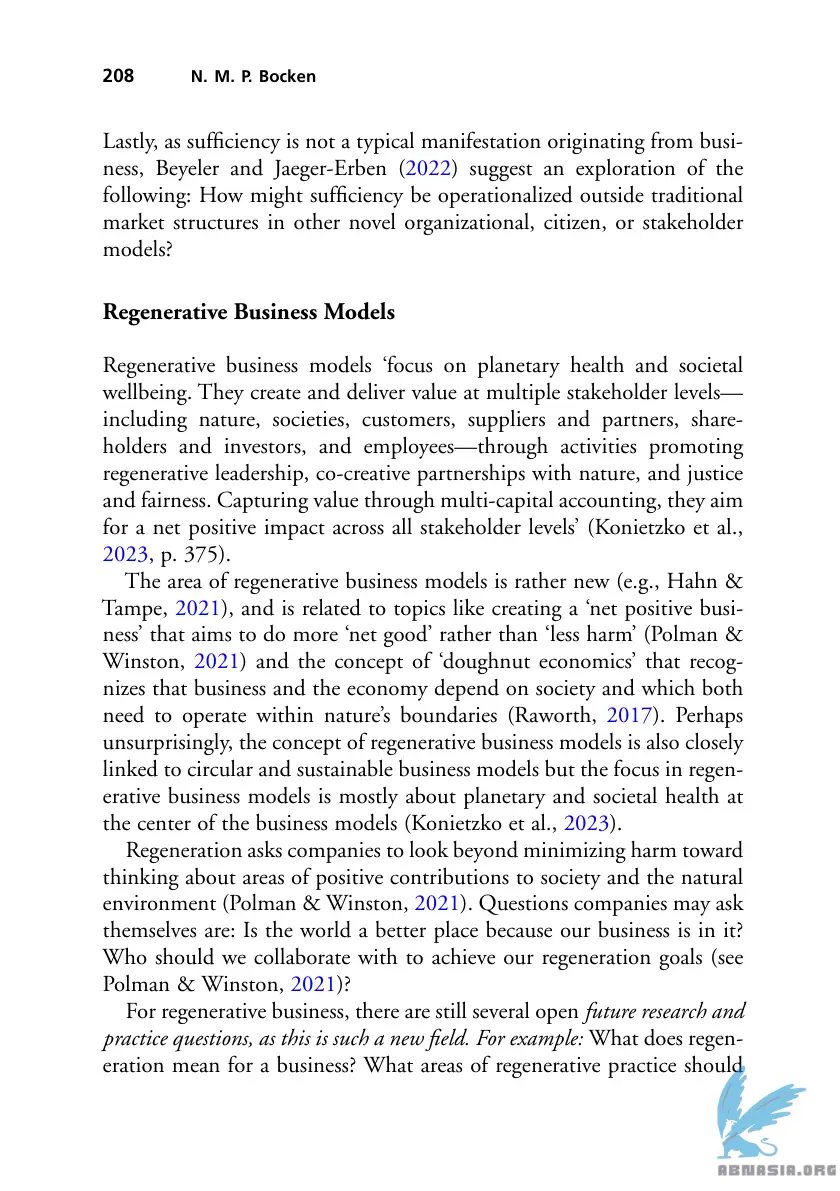 208 N. M. P. Bocken
Lastly, as sufficiency is not a typical manifestation originating from busi-
ness, Beyeler and Jaeger-Erben (2022) suggest an exploration of the
following: How might sufficiency be operationalized outside traditional
market structures in other novel organizational, citizen, or stakeholder
models?
Regenerative Business Models
Regenerative business models ‘focus on planetary health and societal
wellbeing. They create and deliver value at multiple stakeholder levels—
including nature, societies, customers, suppliers and partners, share-
holders and investors, and employees—through activities promoting
regenerative leadership, co-creative partnerships with nature, and justice
and fairness. Capturing value through multi-capital accounting, they aim
for a net positive impact across all stakeholder levels’ (Konietzko et al.,
2023, p. 375).
The area of regenerative business models is rather new (e.g., Hahn &
Tampe, 2021), and is related to topics like creating a ‘net positive busi-
ness’ that aims to do more ‘net good’ rather than ‘less harm’ (Polman &
Winston, 2021) and the concept of ‘doughnut economics’ that recog-
nizes that business and the economy depend on society and which both
need to operate within nature’s boundaries (Raworth, 2017). Perhaps
unsurprisingly, the concept of regenerative business models is also closely
linked to circular and sustainable business models but the focus in regen-
erative business models is mostly about planetary and societal health at
the center of the business models (Konietzko et al., 2023).
Regeneration asks companies to look beyond minimizing harm toward
thinking about areas of positive contributions to society and the natural
environment (Polman & Winston, 2021). Questions companies may ask
themselves are: Is the world a better place because our business is in it?
Who should we collaborate with to achieve our regeneration goals (see
Polman & Winston, 2021)?
For regenerative business, there are still several open future research and
practice questions, as this is such a new field. For example: What does regen-
eration mean for a business? What areas of regenerative practice should
ABNASIA.ORG